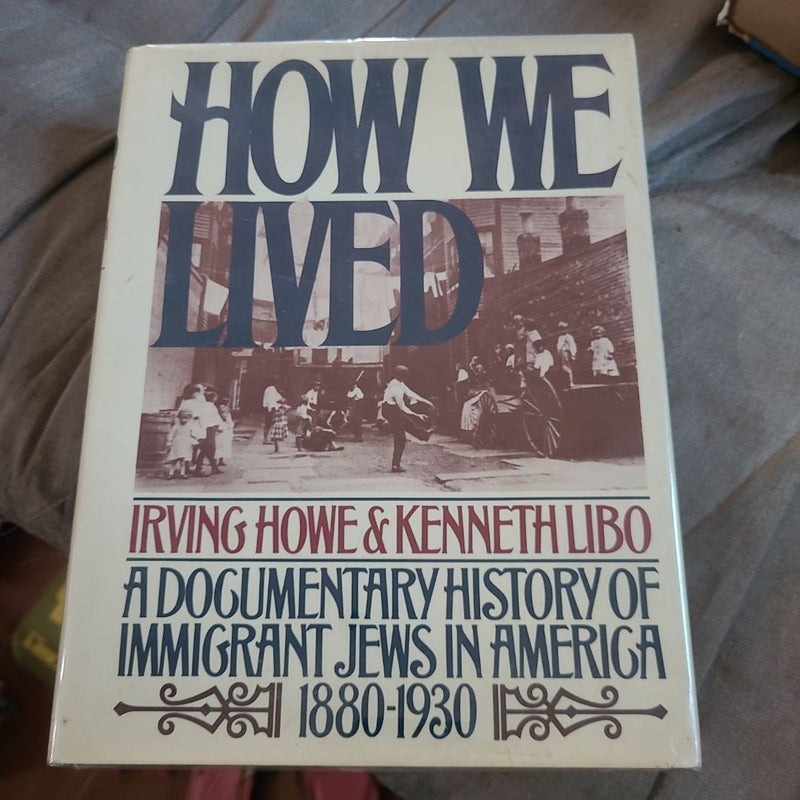 HOW WE
LIVED
IRVING HOWE & KENNETH LIBO
A DOCUMENTARY HISTORY OF
IMMIGRANT JEWS IN AMERICA
1880-1930